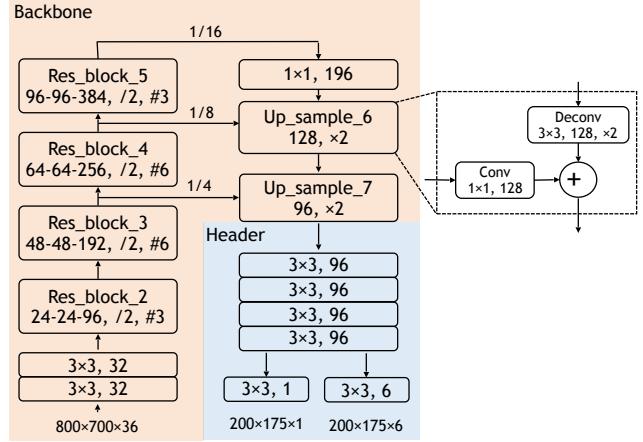 Backbone
1/16
Res_block_5
96-96-384, /2, #3
1×1, 196
1/8
Up_sample_6
128, ×2
Res_block_4
64-64-256, /2, #6
1/4
Up_sample_7
96, ×2
Res_block_3
48-48-192, /2, #6
Res_block_2
24-24-96, /2, #3
3×3, 32
3×3, 32
800×700×36
Header
3×3, 96
3×3, 96
3×3, 96
3×3, 96
3×3, 1
3×3, 6
200×175×1
200×175×6
Deconv
3×3, 128, ×2
Conv
1×1, 128
+